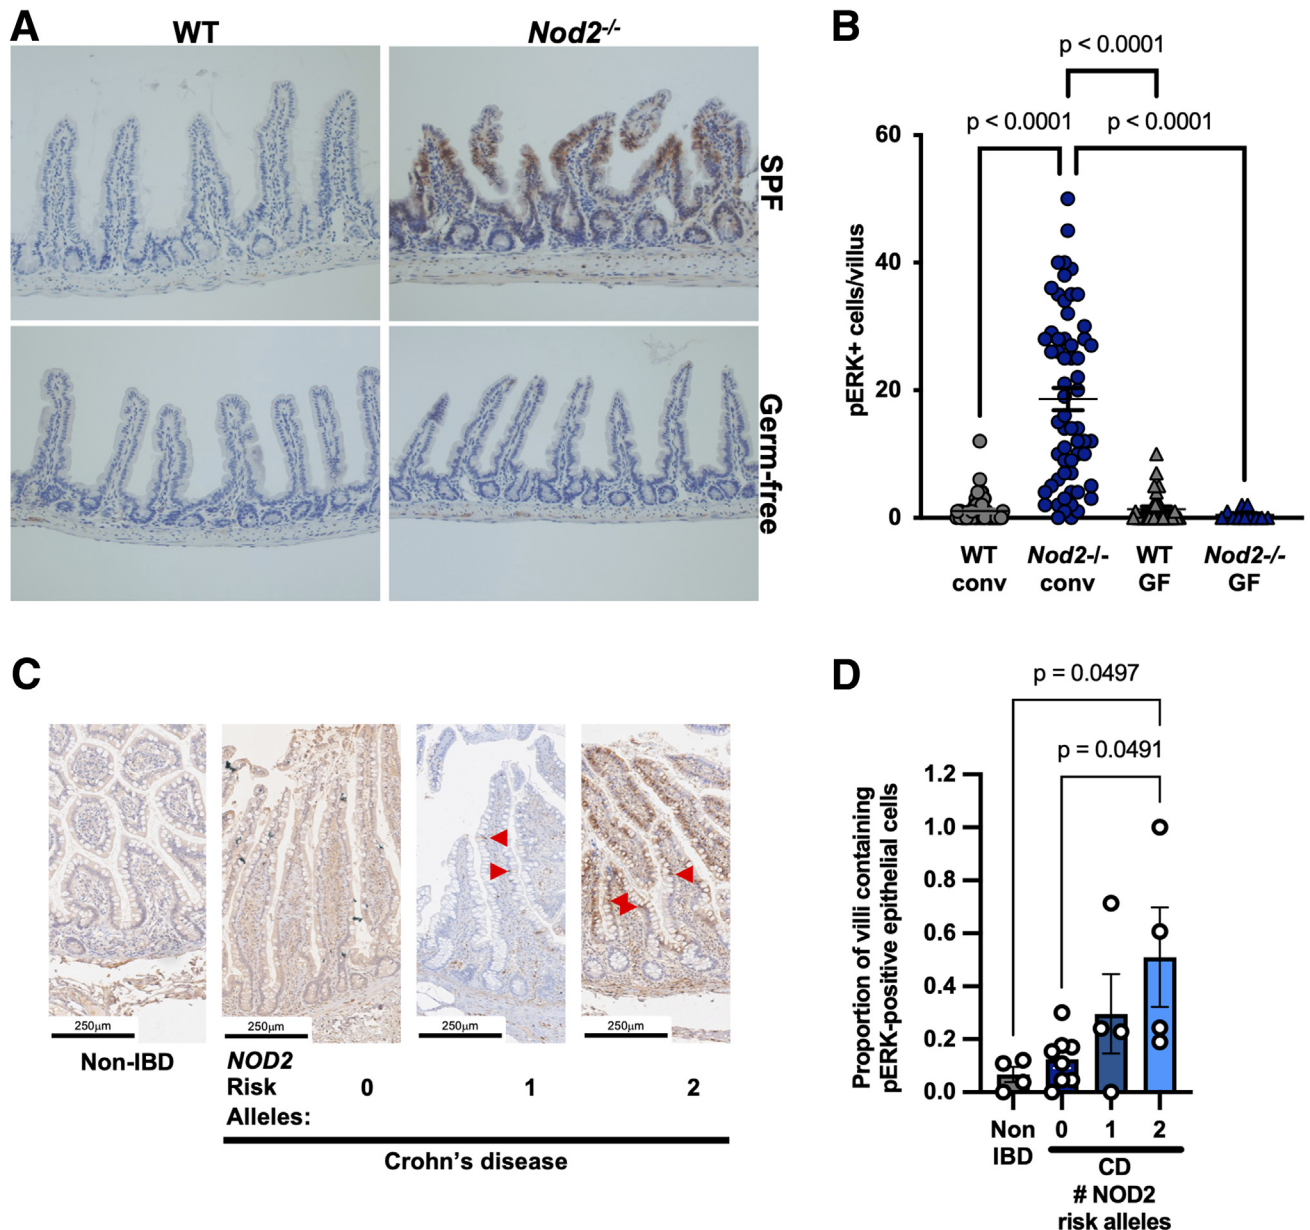 A
WT
Nod2-/-
SPF
Germ-free
B
p < 0.0001
p < 0.0001
p < 0.0001
pERK+ cells/villus
60
40
20
0
WT
conv
Nod2-/-
conv
WT
GF
Nod2-/-
GF
C
250µm
250µm
250µm
250µm
Non-IBD
NOD2
Risk
Alleles:
0
1
2
Crohn's disease
D
p = 0.0497
p = 0.0491
Proportion of villi containing
pERK-positive epithelial cells
1.2
1.0
0.8
0.6
0.4
0.2
0.0
Non
IBD
0
1
2
CD
# NOD2
risk alleles